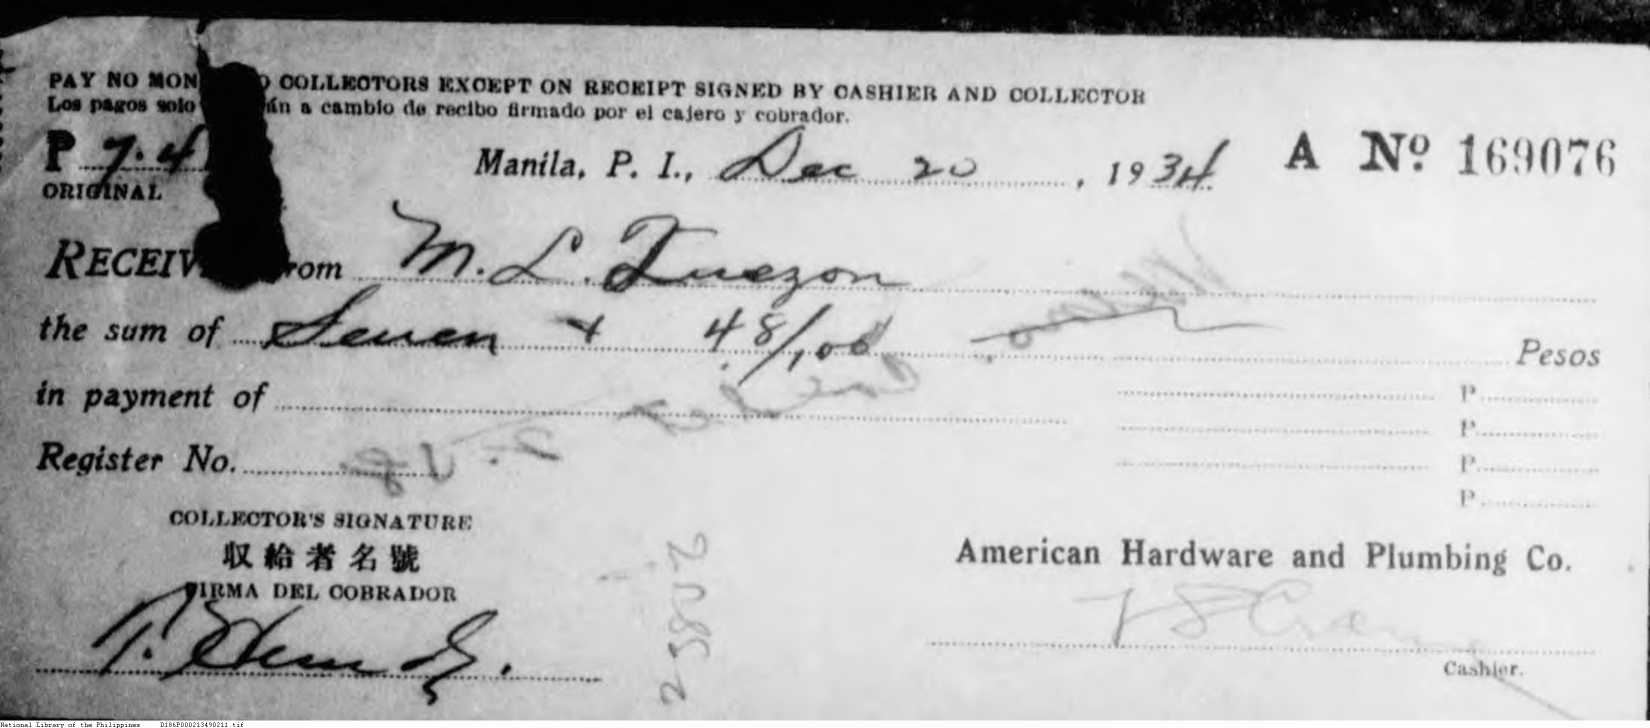 PAY NO MON O COLLECTORS EXCEPT ON RECEIPT SIGNED BY CASHIER AND COLLECTOR
Los pagos solo án a cambio de recibo firmado por el cajero y cobrador.
P 7.4
Manila, P. I., Dec 20, 1934 A Nº 169076
ORIGINAL
RECEIV rom M. L. Quezon
the sum of Seven + 48/100 Pesos
in payment of
P
P
Register No. P
P
COLLECTOR'S SIGNATURE
収給者名號
FIRMA DEL COBRADOR
American Hardware and Plumbing Co.
Cashier.
National Library of the Philippines D186P000213490211.tif